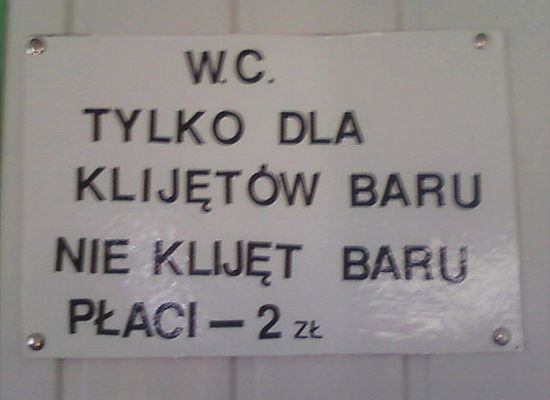 W.C.
TYLKO DLA
KLIJĘTÓW BARU
NIE KLIJĘT BARU
PŁACI – 2 ZŁ